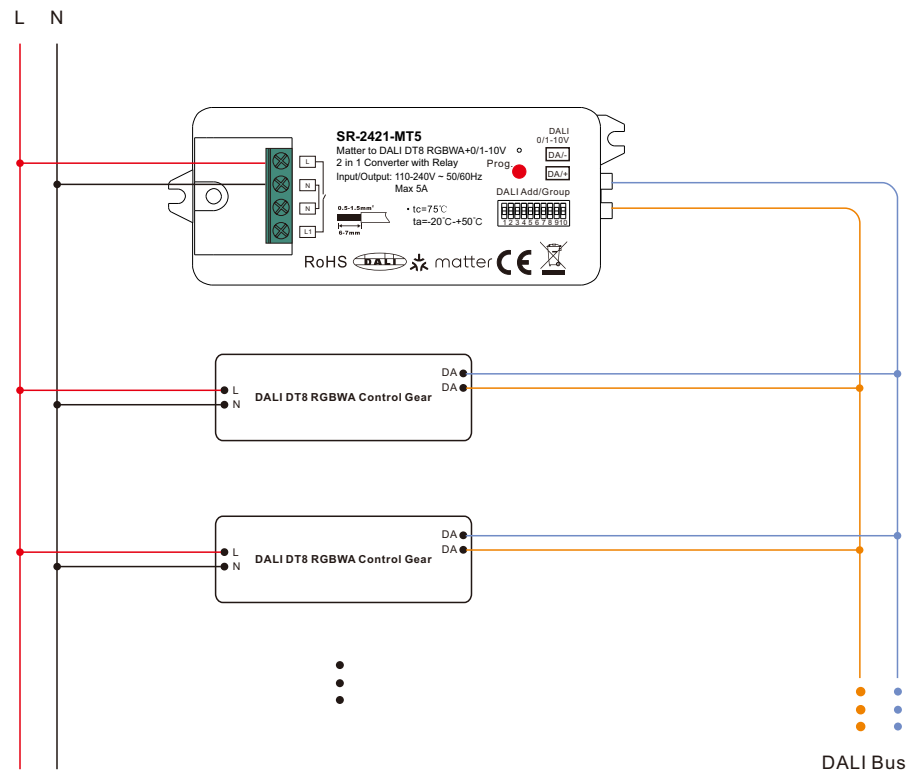 L N
SR-2421-MT5
Matter to DALI DT8 RGBWA+0/1-10V
2 in 1 Converter with Relay
Input/Output: 110-240V ~ 50/60Hz
Max 5A
Prog.
DALI
0/1-10V
DA/-
DA/+
L
N
N
L1
0.5-1.5mm²
6-7mm
• tc=75℃
ta=-20℃-+50℃
DALI Add/Group
1 2 3 4 5 6 7 8 9 10
RoHS DALI matter CE
DALI DT8 RGBWA Control Gear
L
N
DA
DA
DALI DT8 RGBWA Control Gear
L
N
DA
DA
DALI Bus